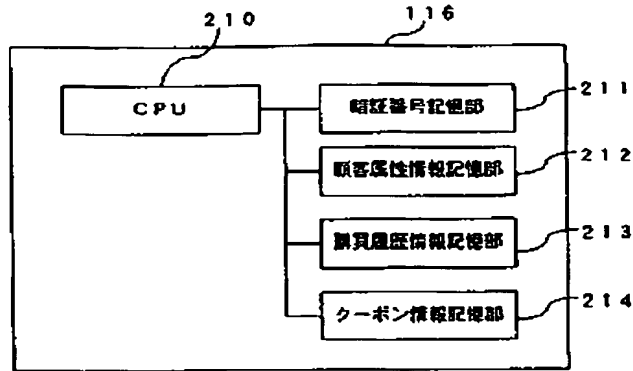 ２１０
１１６
ＣＰＵ
暗証番号記憶部
２１１
顧客属性情報記憶部
２１２
購買履歴情報記憶部
２１３
クーポン情報記憶部
２１４